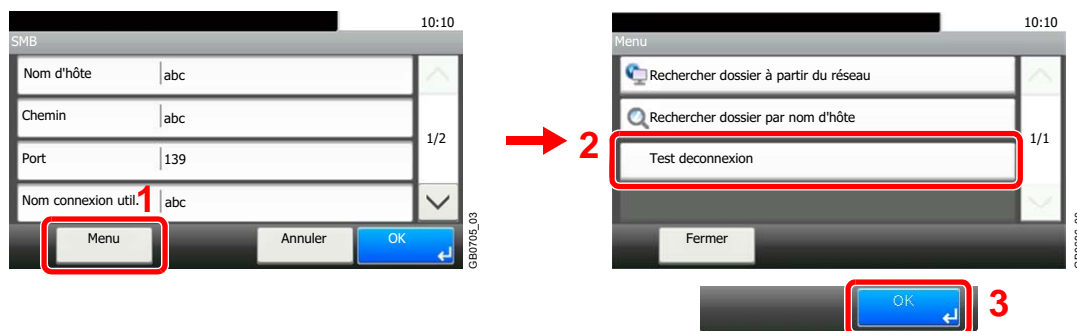 10:10
SMB
Nom d'hôte abc
Chemin abc
1/2
Port 139
Nom connexion util. abc
1
Menu Annuler OK
GB0705_03
2
10:10
Menu
Rechercher dossier à partir du réseau
Rechercher dossier par nom d'hôte
1/1
Test deconnexion
Fermer
OK
3